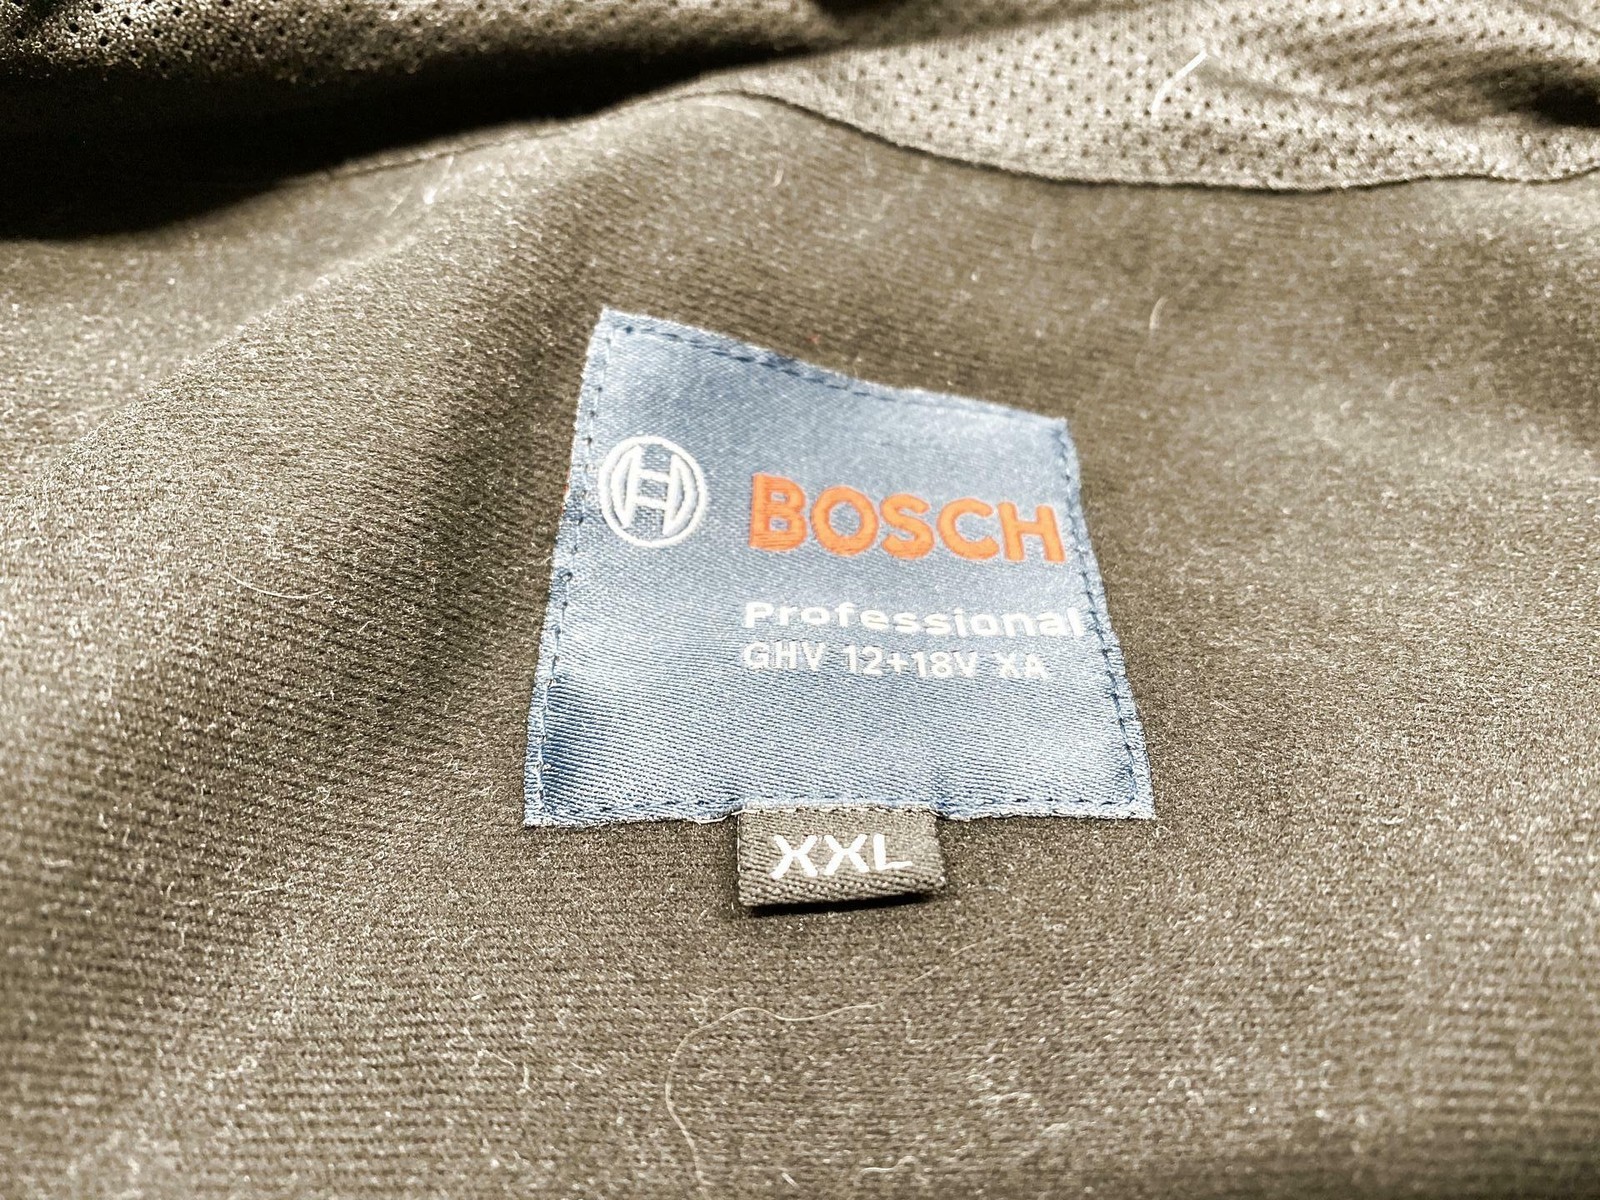 BOSCH
Professional
GHV 12+18V XA
XXL